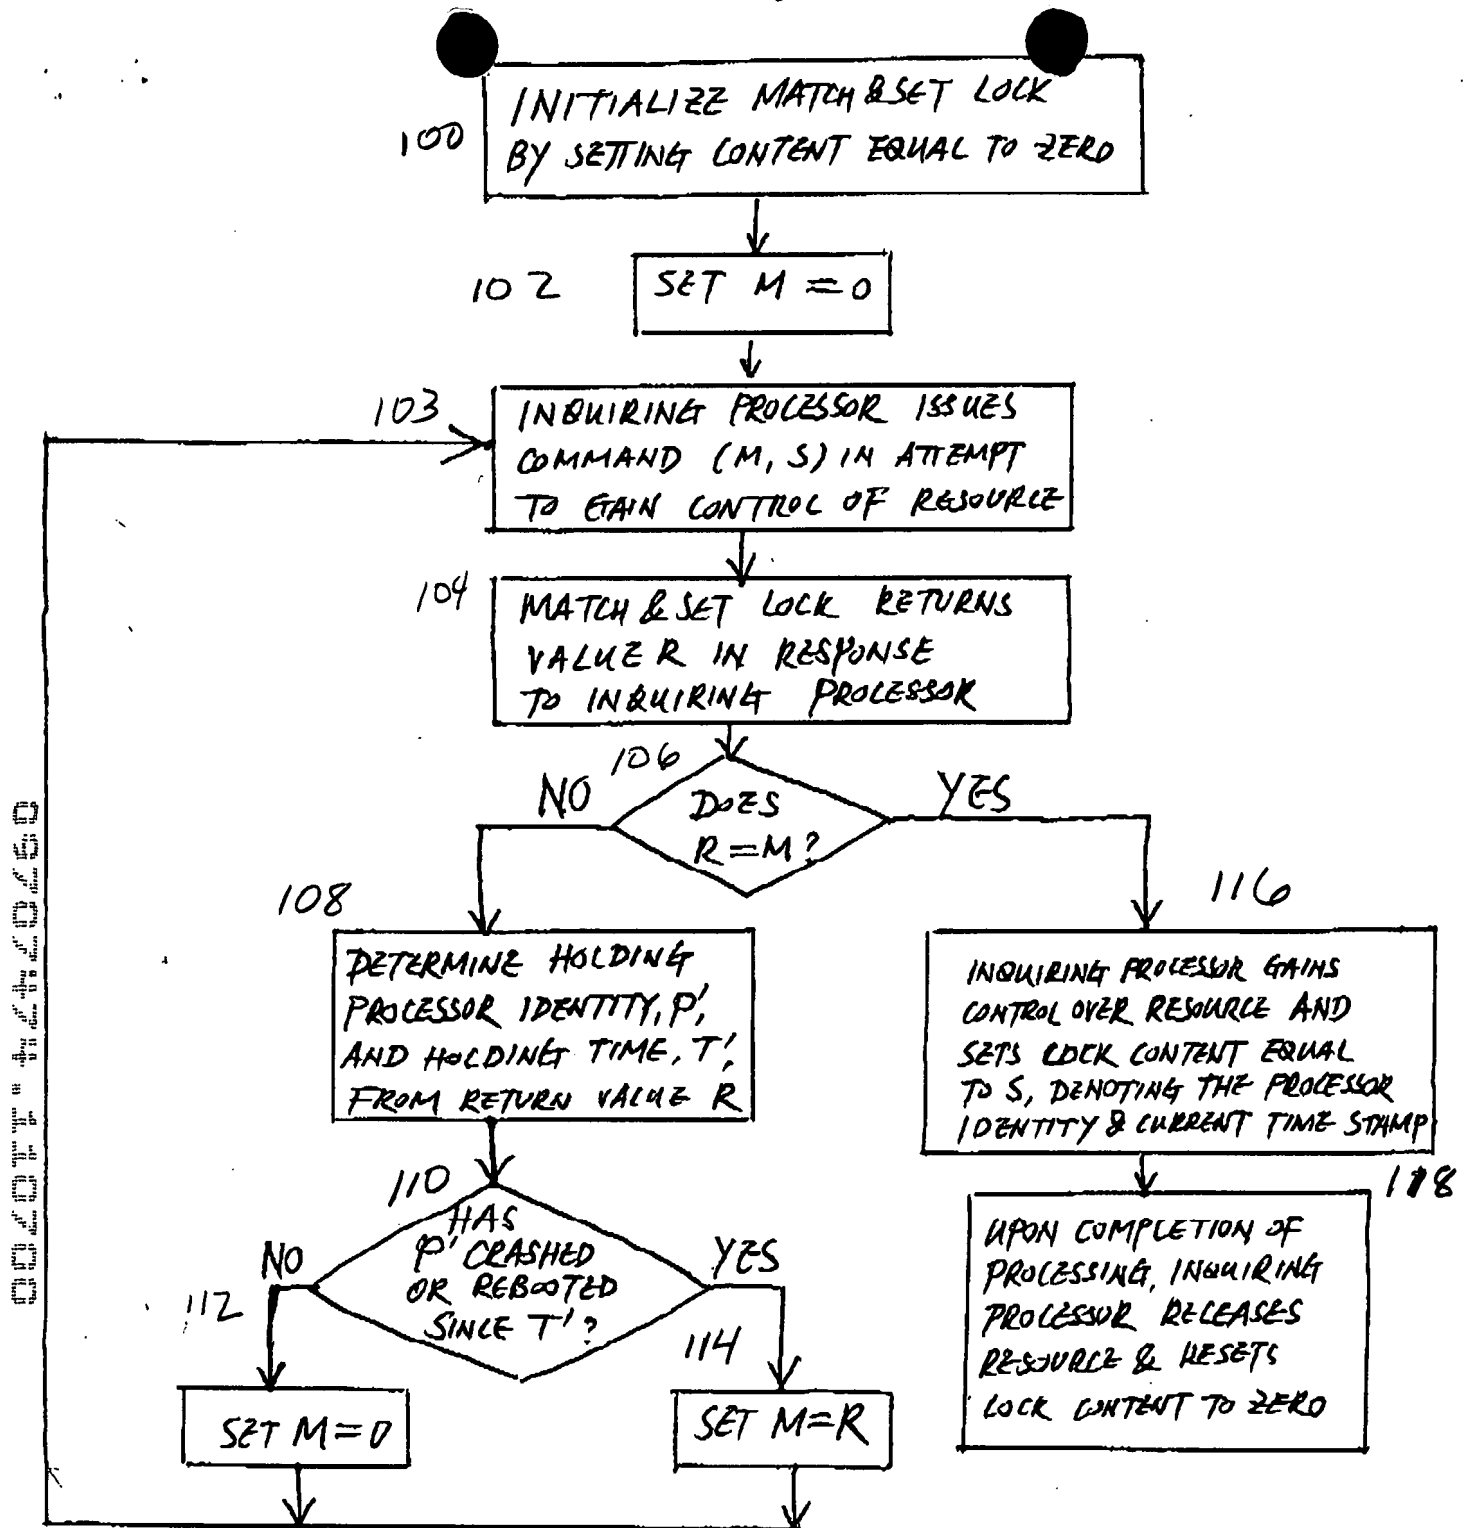 100
INITIALIZE MATCH & SET LOCK
BY SETTING CONTENT EQUAL TO ZERO
102
SET M = 0
103
INQUIRING PROCESSOR ISSUES
COMMAND (M, S) IN ATTEMPT
TO GAIN CONTROL OF RESOURCE
104
MATCH & SET LOCK RETURNS
VALUE R IN RESPONSE
TO INQUIRING PROCESSOR
106
NO
DOES
R = M?
YES
108
DETERMINE HOLDING
PROCESSOR IDENTITY, P',
AND HOLDING TIME, T',
FROM RETURN VALUE R
116
INQUIRING PROCESSOR GAINS
CONTROL OVER RESOURCE AND
SETS LOCK CONTENT EQUAL
TO S, DENOTING THE PROCESSOR
IDENTITY & CURRENT TIME STAMP
110
NO
HAS
P' CRASHED
OR REBOOTED
SINCE T'?
YES
118
UPON COMPLETION OF
PROCESSING, INQUIRING
PROCESSOR RELEASES
RESOURCE & RESETS
LOCK CONTENT TO ZERO
112
SET M = 0
114
SET M = R